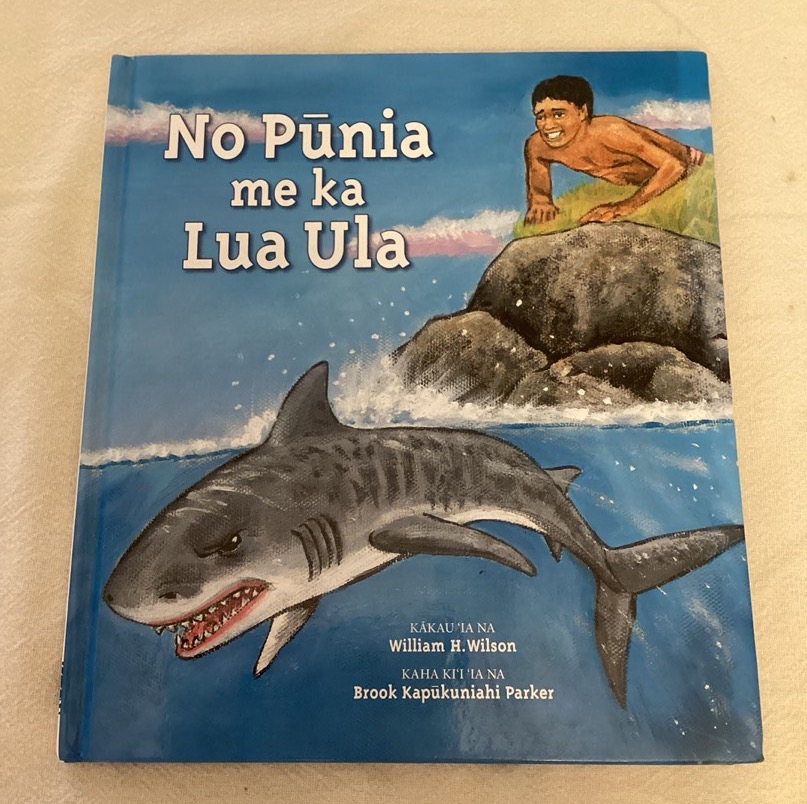 No Pūnia
me ka
Lua Ula
KĀKAU ʻIA NA
William H. Wilson
KAHA KIʻI ʻIA NA
Brook Kapūkuniahi Parker